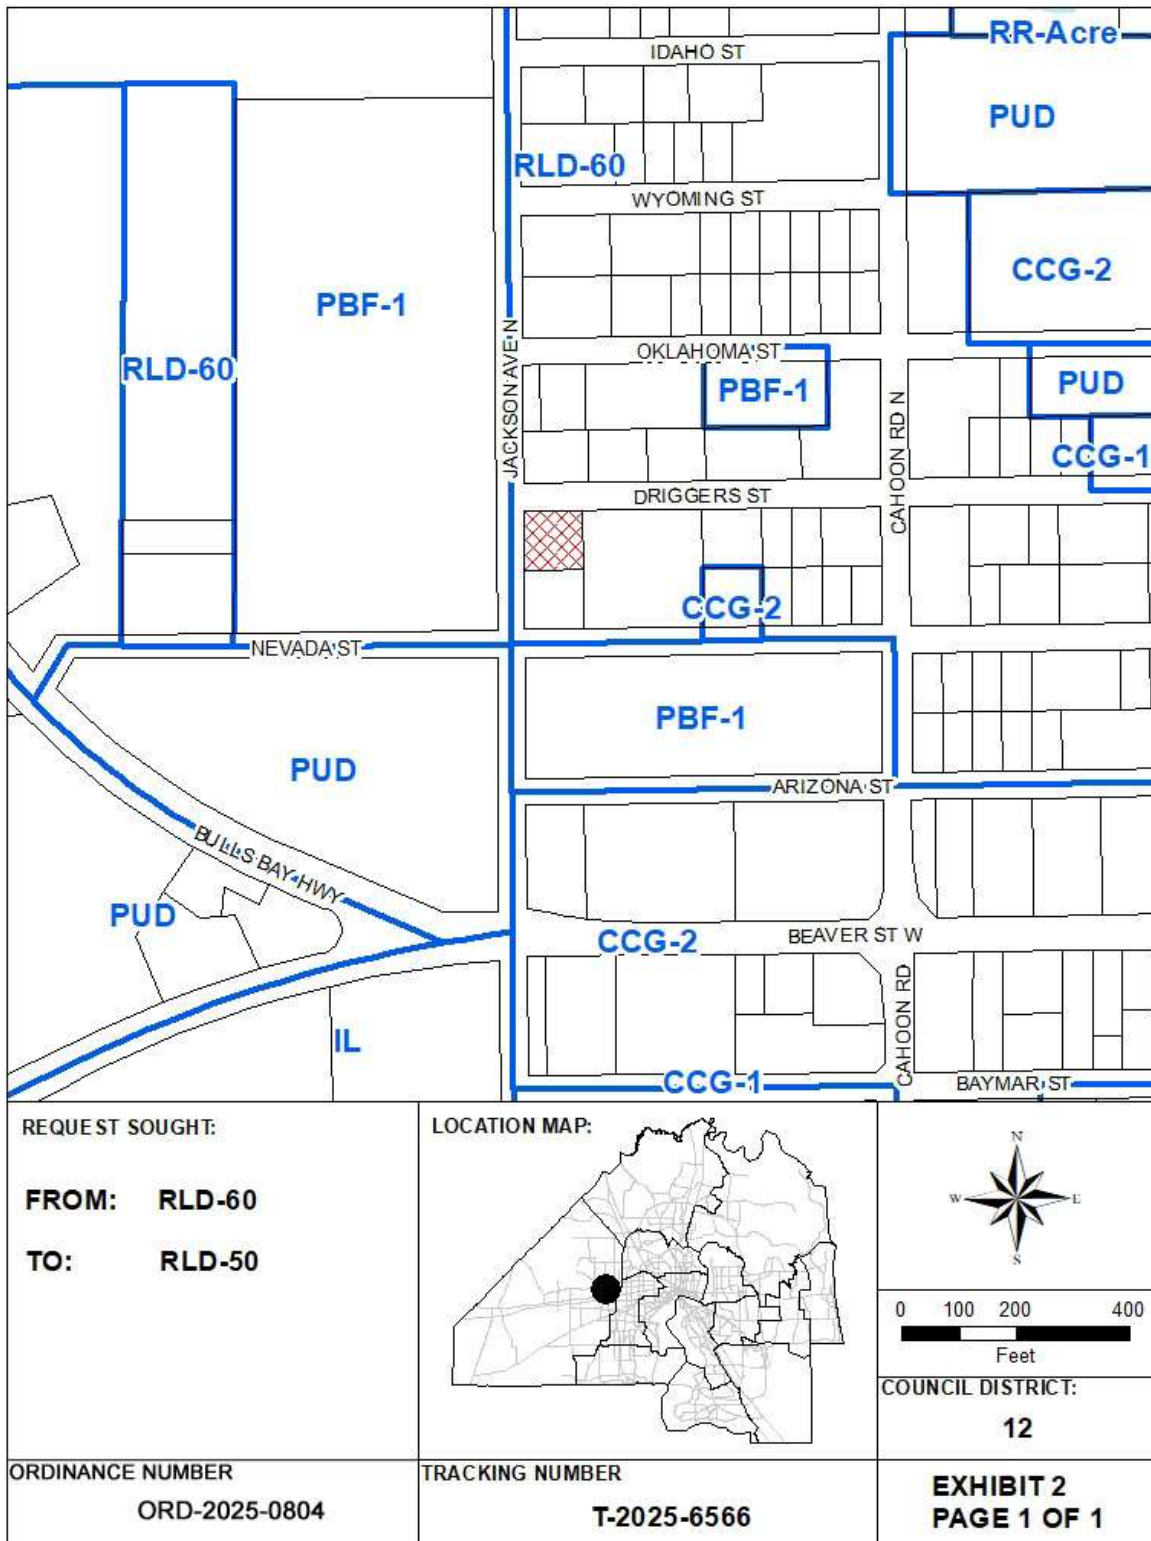 RR-Acre
IDAHO ST
PUD
RLD-60
WYOMING ST
CCG-2
PBF-1
JACKSON AVE N
OKLAHOMA ST
RLD-60
PBF-1
PUD
CAHOON RD N
CCG-1
DRIGGERS ST
CCG-2
NEVADA ST
PBF-1
PUD
ARIZONA ST
BULLS BAY HWY
PUD
CCG-2
BEAVER ST W
CAHOON RD
IL
CCG-1
BAYMAR ST
REQUEST SOUGHT:
FROM: RLD-60
TO: RLD-50
LOCATION MAP:
N
W E
S
0 100 200 400
Feet
COUNCIL DISTRICT:
12
ORDINANCE NUMBER
ORD-2025-0804
TRACKING NUMBER
T-2025-6566
EXHIBIT 2
PAGE 1 OF 1